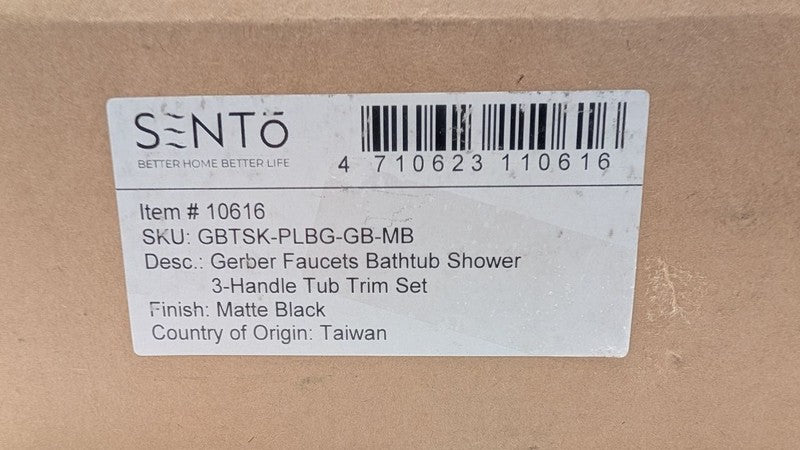 SENTō
BETTER HOME BETTER LIFE
4 710623 110616
Item # 10616
SKU: GBTSK-PLBG-GB-MB
Desc.: Gerber Faucets Bathtub Shower
3-Handle Tub Trim Set
Finish: Matte Black
Country of Origin: Taiwan